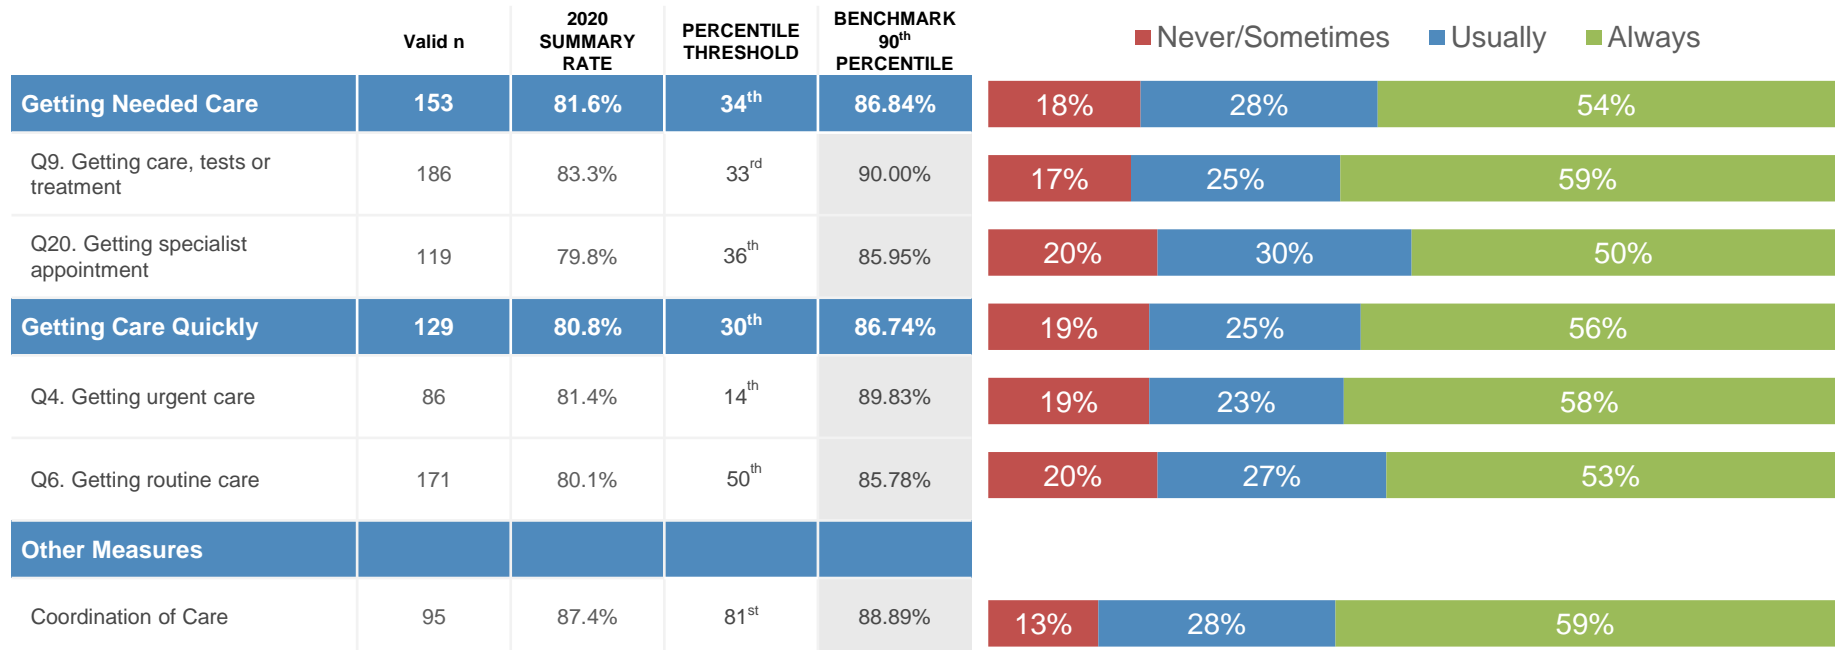 Valid n
2020
SUMMARY
RATE
PERCENTILE
THRESHOLD
BENCHMARK
90th
PERCENTILE
Never/Sometimes Usually Always
Getting Needed Care 153 81.6% 34th 86.84% 18% 28% 54%
Q9. Getting care, tests or
treatment
186 83.3% 33rd 90.00% 17% 25% 59%
Q20. Getting specialist
appointment
119 79.8% 36th 85.95% 20% 30% 50%
Getting Care Quickly 129 80.8% 30th 86.74% 19% 25% 56%
Q4. Getting urgent care 86 81.4% 14th 89.83% 19% 23% 58%
Q6. Getting routine care 171 80.1% 50th 85.78% 20% 27% 53%
Other Measures
Coordination of Care 95 87.4% 81st 88.89% 13% 28% 59%